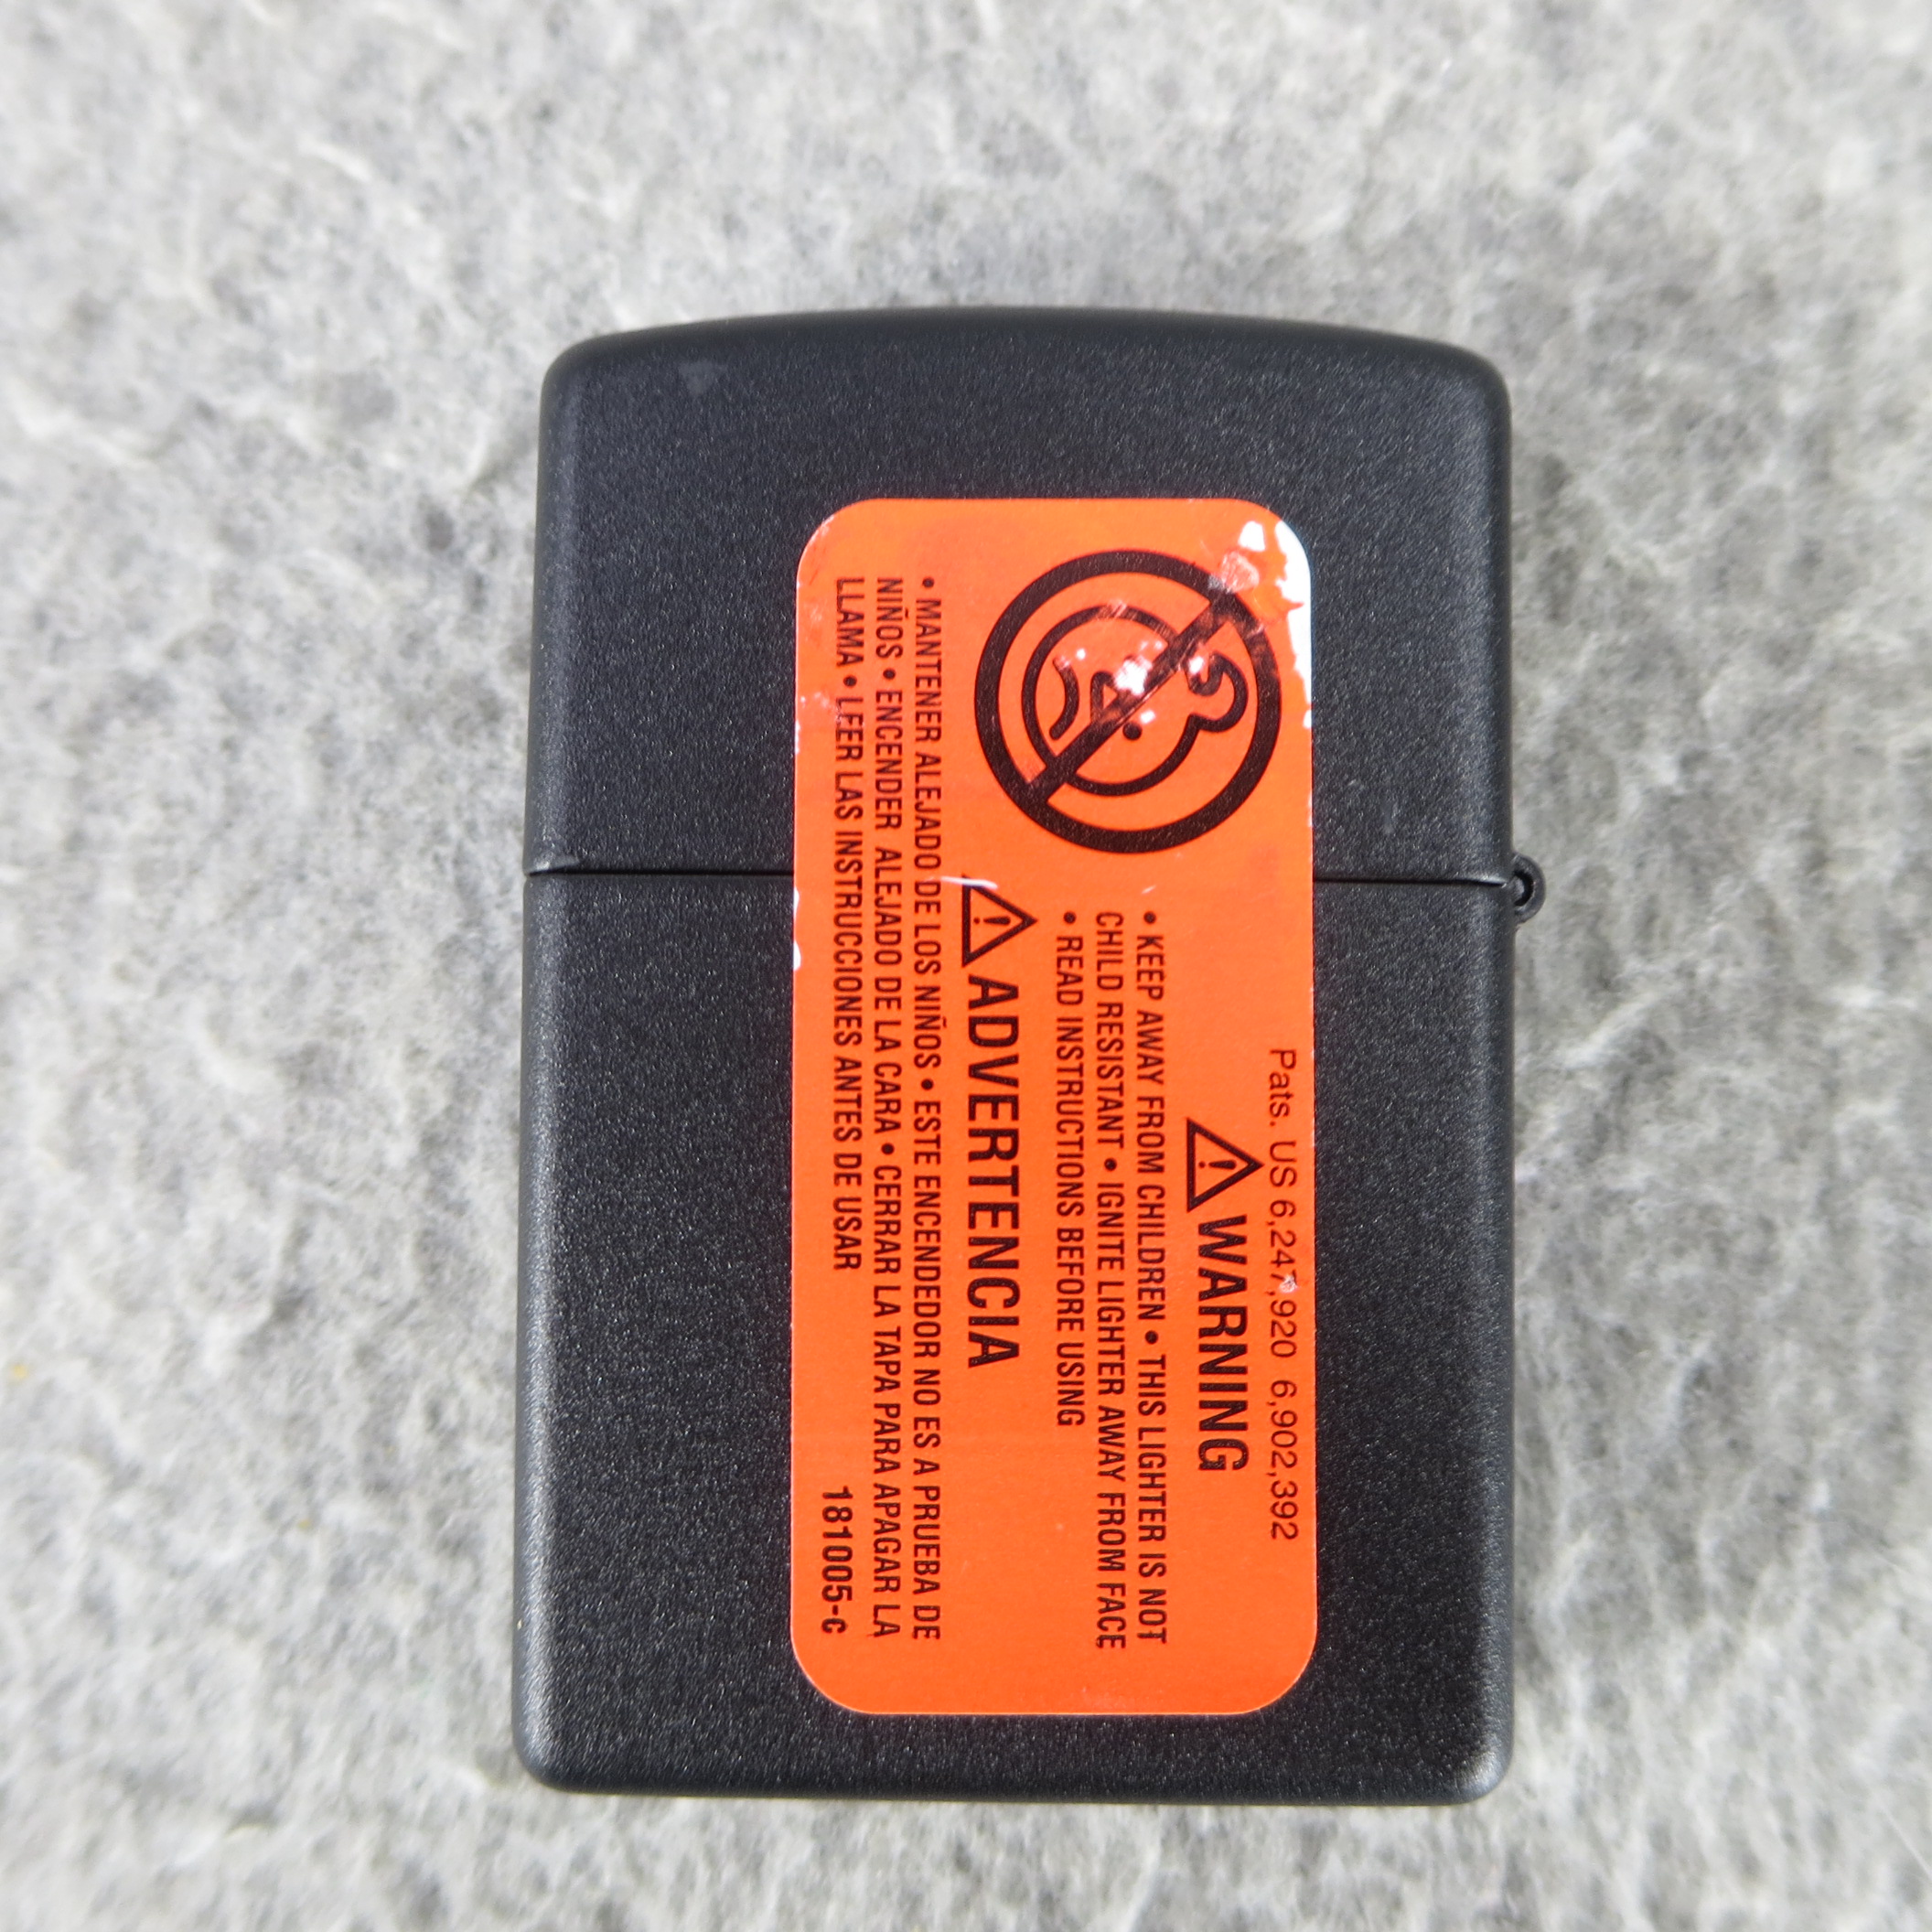 Pats. US 6,247,920 6,902,392
WARNING
• KEEP AWAY FROM CHILDREN • THIS LIGHTER IS NOT
CHILD RESISTANT • IGNITE LIGHTER AWAY FROM FACE
• READ INSTRUCTIONS BEFORE USING
ADVERTENCIA
• MANTENER ALEJADO DE LOS NIÑOS • ESTE ENCENDEDOR NO ES A PRUEBA DE
NIÑOS • ENCENDER ALEJADO DE LA CARA • CERRAR LA TAPA PARA APAGAR LA
LLAMA • LEER LAS INSTRUCCIONES ANTES DE USAR
181005-c